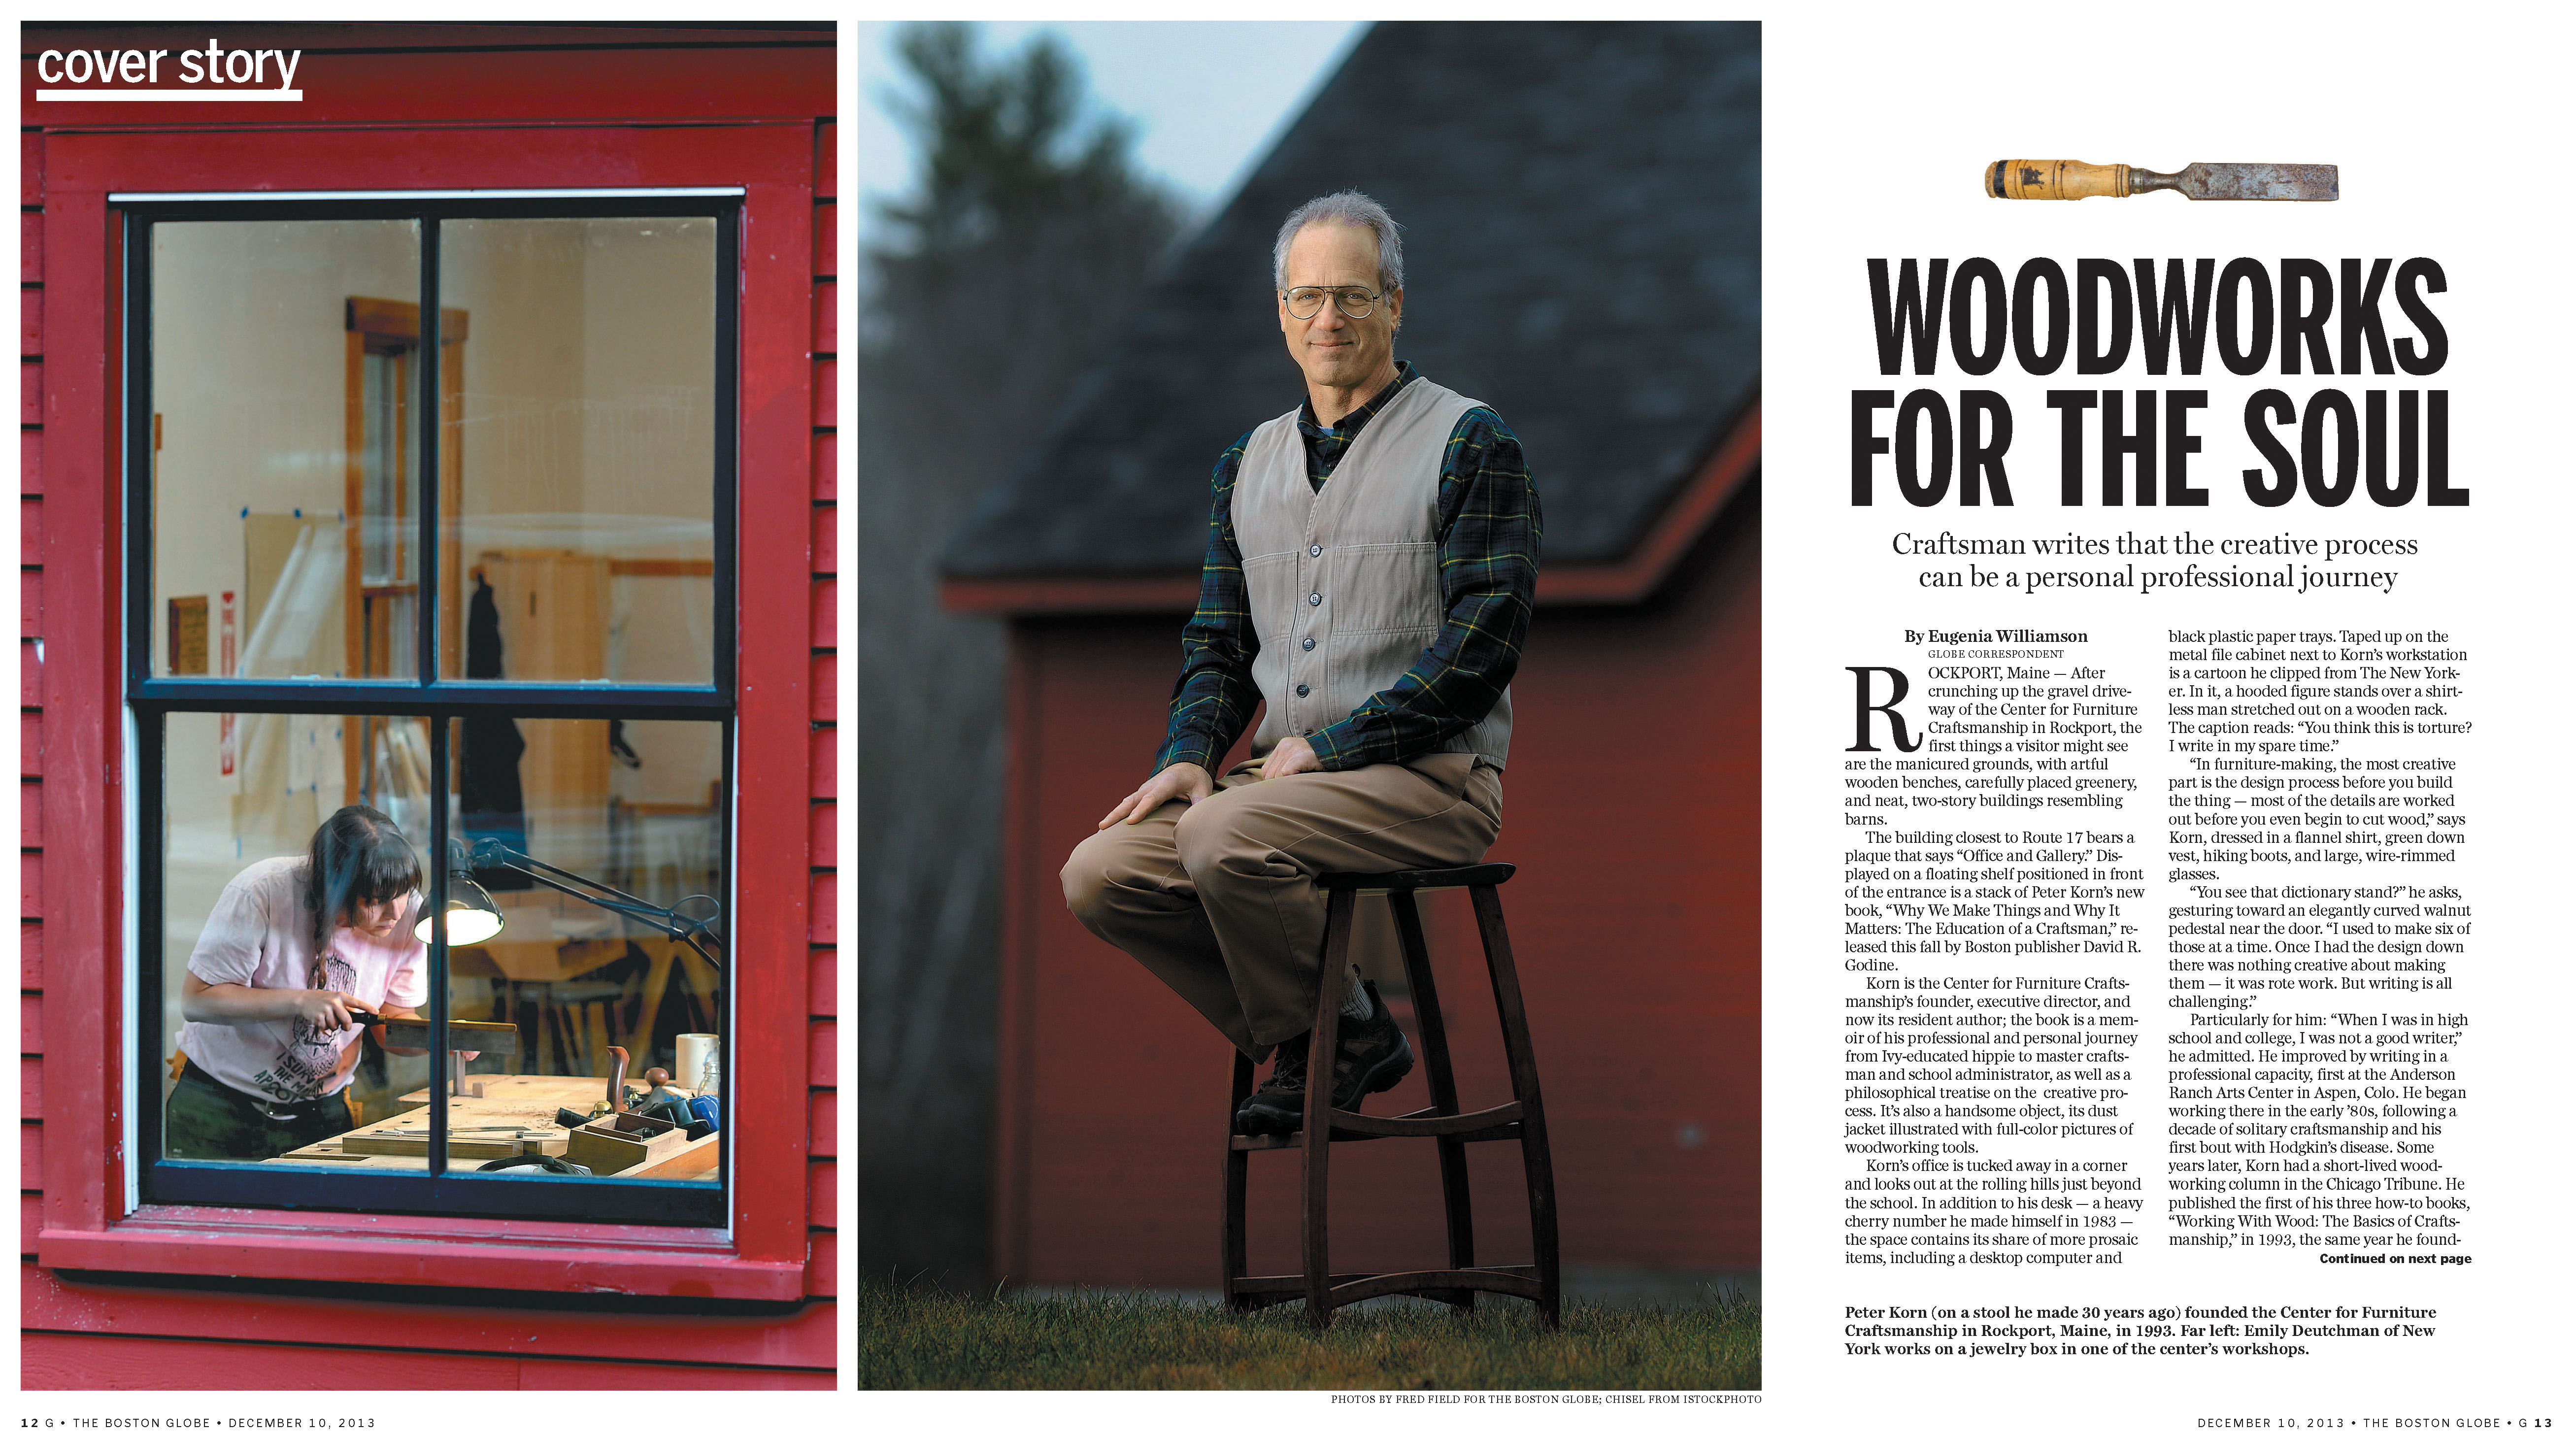 cover story
WOODWORKS
FOR THE SOUL
Craftsman writes that the creative process
can be a personal professional journey
By Eugenia Williamson
GLOBE CORRESPONDENT
ROCKPORT, Maine — After
crunching up the gravel drive-
way of the Center for Furniture
Craftsmanship in Rockport, the
first things a visitor might see
are the manicured grounds, with artful
wooden benches, carefully placed greenery,
and neat, two-story buildings resembling
barns.
The building closest to Route 17 bears a
plaque that says “Office and Gallery.” Dis-
played on a floating shelf positioned in front
of the entrance is a stack of Peter Korn’s new
book, “Why We Make Things and Why It
Matters: The Education of a Craftsman,” re-
leased this fall by Boston publisher David R.
Godine.
Korn is the Center for Furniture Crafts-
manship’s founder, executive director, and
now its resident author; the book is a mem-
oir of his professional and personal journey
from Ivy-educated hippie to master crafts-
man and school administrator, as well as a
philosophical treatise on the creative pro-
cess. It’s also a handsome object, its dust
jacket illustrated with full-color pictures of
woodworking tools.
Korn’s office is tucked away in a corner
and looks out at the rolling hills just beyond
the school. In addition to his desk — a heavy
cherry number he made himself in 1983 —
the space contains its share of more prosaic
items, including a desktop computer and
black plastic paper trays. Taped up on the
metal file cabinet next to Korn’s workstation
is a cartoon he clipped from The New York-
er. In it, a hooded figure stands over a shirt-
less man stretched out on a wooden rack.
The caption reads: “You think this is torture?
I write in my spare time.”
“In furniture-making, the most creative
part is the design process before you build
the thing — most of the details are worked
out before you even begin to cut wood,” says
Korn, dressed in a flannel shirt, green down
vest, hiking boots, and large, wire-rimmed
glasses.
“You see that dictionary stand?” he asks,
gesturing toward an elegantly curved walnut
pedestal near the door. “I used to make six of
those at a time. Once I had the design down
there was nothing creative about making
them — it was rote work. But writing is all
challenging.”
Particularly for him: “When I was in high
school and college, I was not a good writer,”
he admitted. He improved by writing in a
professional capacity, first at the Anderson
Ranch Arts Center in Aspen, Colo. He began
working there in the early ’80s, following a
decade of solitary craftsmanship and his
first bout with Hodgkin’s disease. Some
years later, Korn had a short-lived wood-
working column in the Chicago Tribune. He
published the first of his three how-to books,
“Working With Wood: The Basics of Crafts-
manship,” in 1993, the same year he found-
Continued on next page
Peter Korn (on a stool he made 30 years ago) founded the Center for Furniture
Craftsmanship in Rockport, Maine, in 1993. Far left: Emily Deutchman of New
York works on a jewelry box in one of the center’s workshops.
PHOTOS BY FRED FIELD FOR THE BOSTON GLOBE; CHISEL FROM ISTOCKPHOTO
12 G • THE BOSTON GLOBE • DECEMBER 10, 2013
DECEMBER 10, 2013 • THE BOSTON GLOBE • G 13